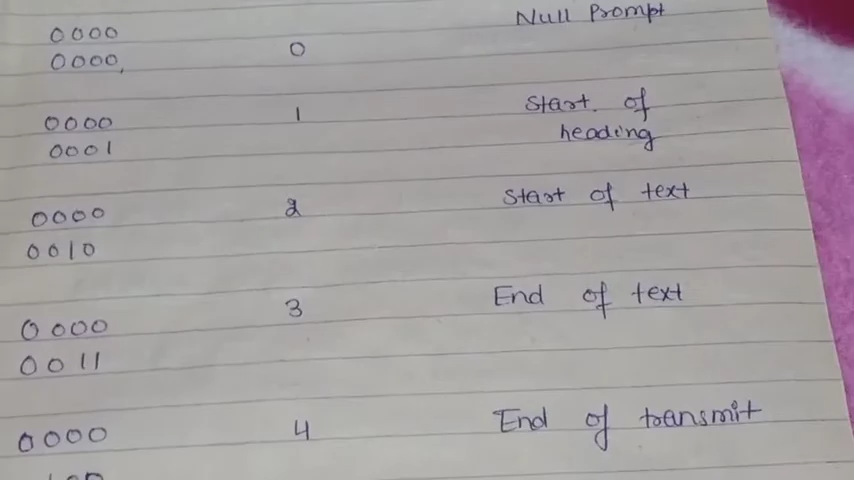 0000 Null Prompt
0000, 0
0000 1 Start of
0001 heading
0000 2 Start of text
0010
0000 3 End of text
0011
0000 4 End of transmit